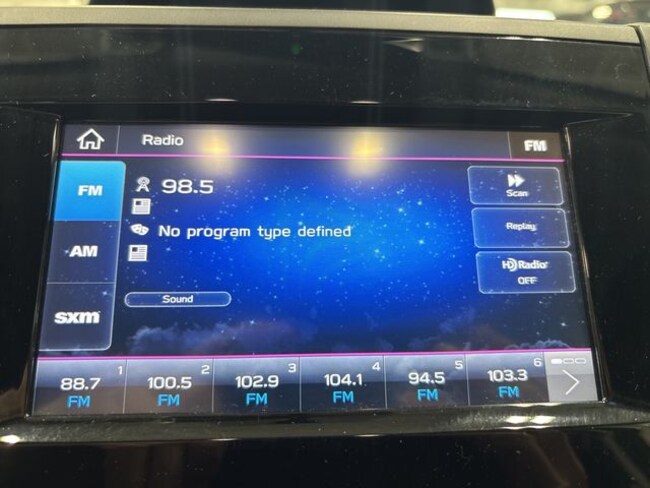 Radio
FM
FM
98.5
Scan
No program type defined
Replay
AM
HD Radio
OFF
Sound
sxm
1
88.7
FM
2
100.5
FM
3
102.9
FM
4
104.1
FM
5
94.5
FM
6
103.3
FM